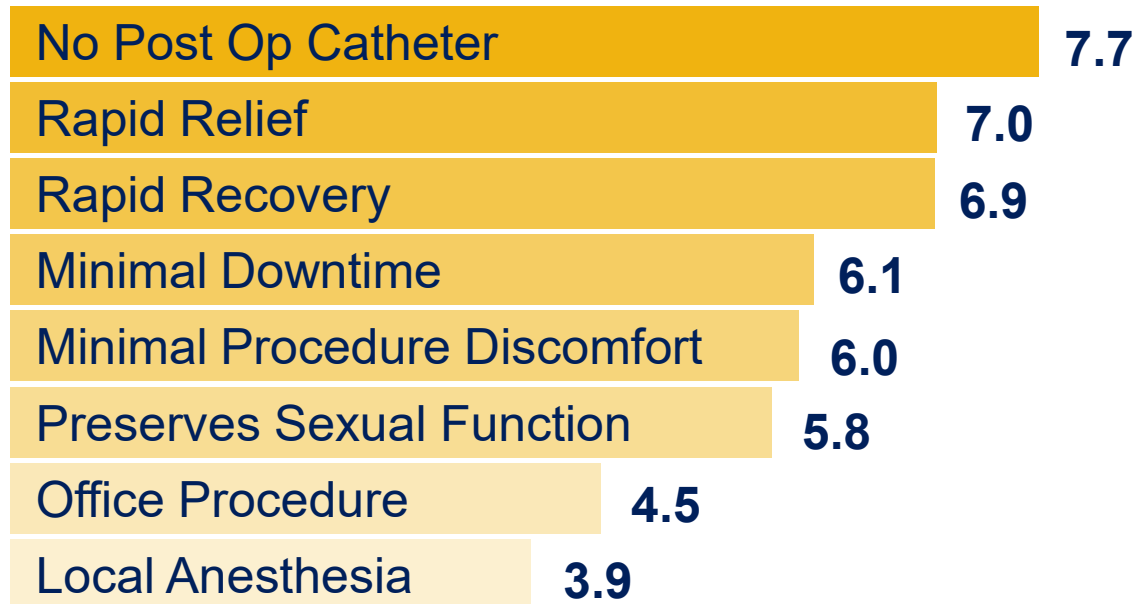 No Post Op Catheter 7.7
Rapid Relief 7.0
Rapid Recovery 6.9
Minimal Downtime 6.1
Minimal Procedure Discomfort 6.0
Preserves Sexual Function 5.8
Office Procedure 4.5
Local Anesthesia 3.9